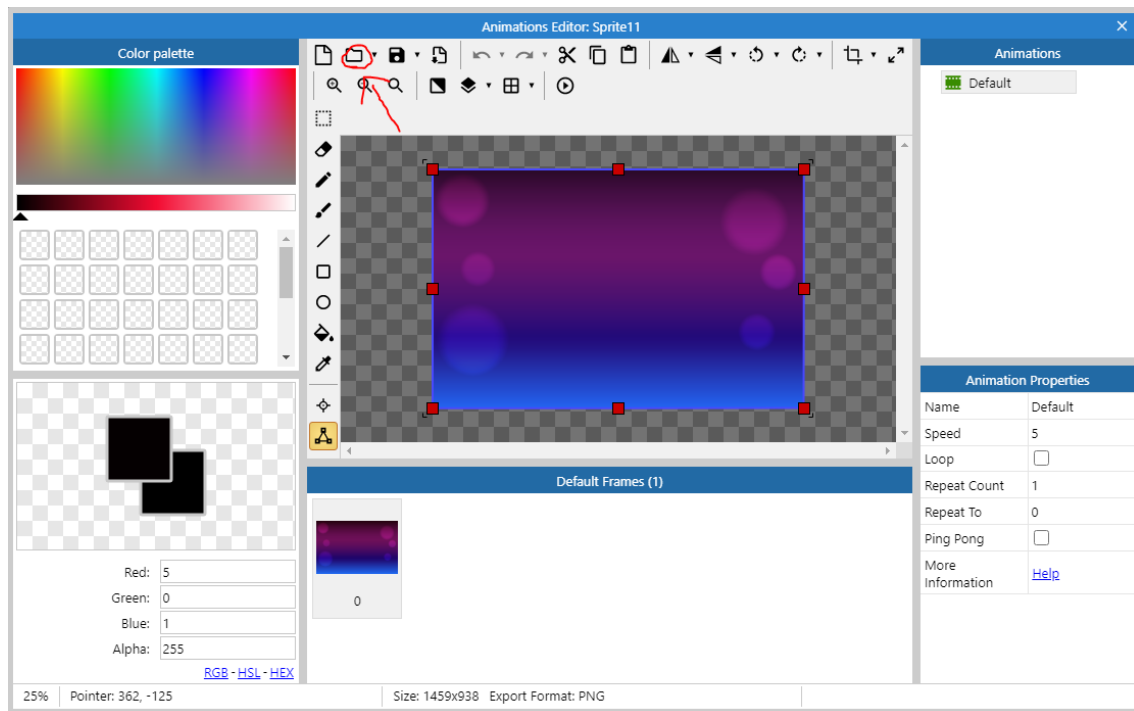 Animations Editor: Sprite11
Color palette
Animations
Default
Animation Properties
Name Default
Speed 5
Loop
Repeat Count 1
Repeat To 0
Ping Pong
More
Information Help
Default Frames (1)
0
Red: 5
Green: 0
Blue: 1
Alpha: 255
RGB - HSL - HEX
25% Pointer: 362, -125 Size: 1459x938 Export Format: PNG